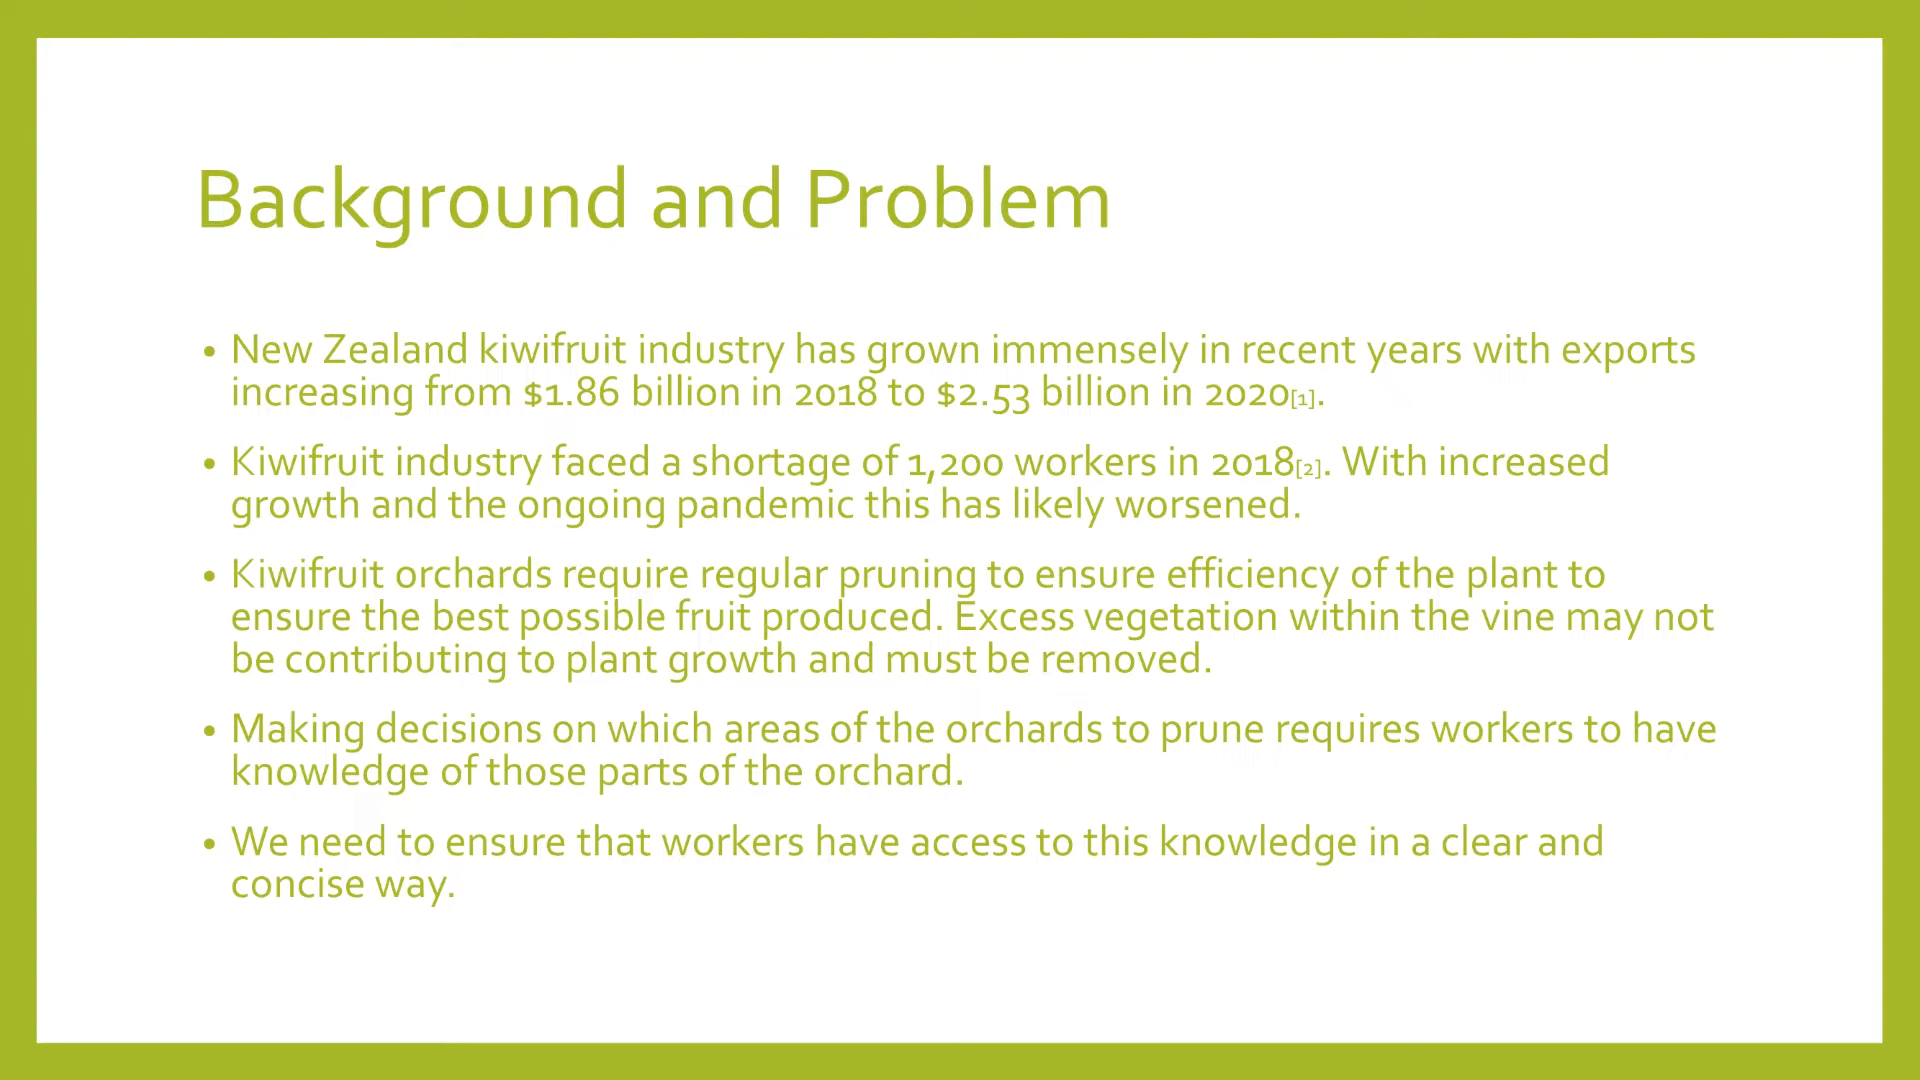 Background and Problem
• New Zealand kiwifruit industry has grown immensely in recent years with exports
increasing from $1.86 billion in 2018 to $2.53 billion in 2020[1].
• Kiwifruit industry faced a shortage of 1,200 workers in 2018[2]. With increased
growth and the ongoing pandemic this has likely worsened.
• Kiwifruit orchards require regular pruning to ensure efficiency of the plant to
ensure the best possible fruit produced. Excess vegetation within the vine may not
be contributing to plant growth and must be removed.
• Making decisions on which areas of the orchards to prune requires workers to have
knowledge of those parts of the orchard.
• We need to ensure that workers have access to this knowledge in a clear and
concise way.